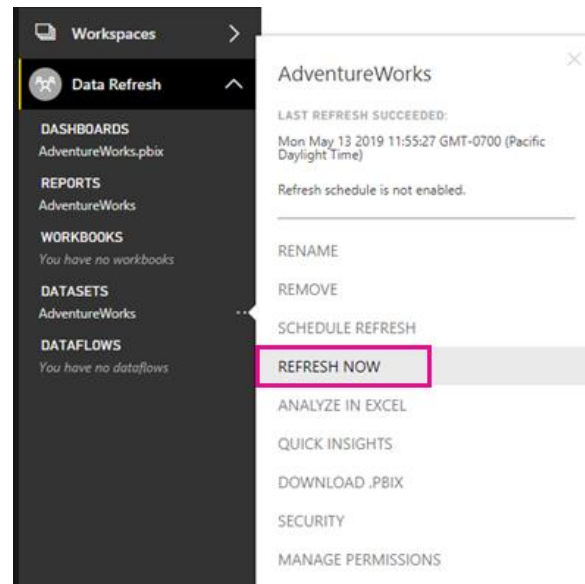 Workspaces
Data Refresh
DASHBOARDS
AdventureWorks.pbix
REPORTS
AdventureWorks
WORKBOOKS
You have no workbooks
DATASETS
AdventureWorks
DATAFLOWS
You have no dataflows
AdventureWorks
LAST REFRESH SUCCEEDED:
Mon May 13 2019 11:55:27 GMT-0700 (Pacific
Daylight Time)
Refresh schedule is not enabled.
RENAME
REMOVE
SCHEDULE REFRESH
REFRESH NOW
ANALYZE IN EXCEL
QUICK INSIGHTS
DOWNLOAD .PBIX
SECURITY
MANAGE PERMISSIONS